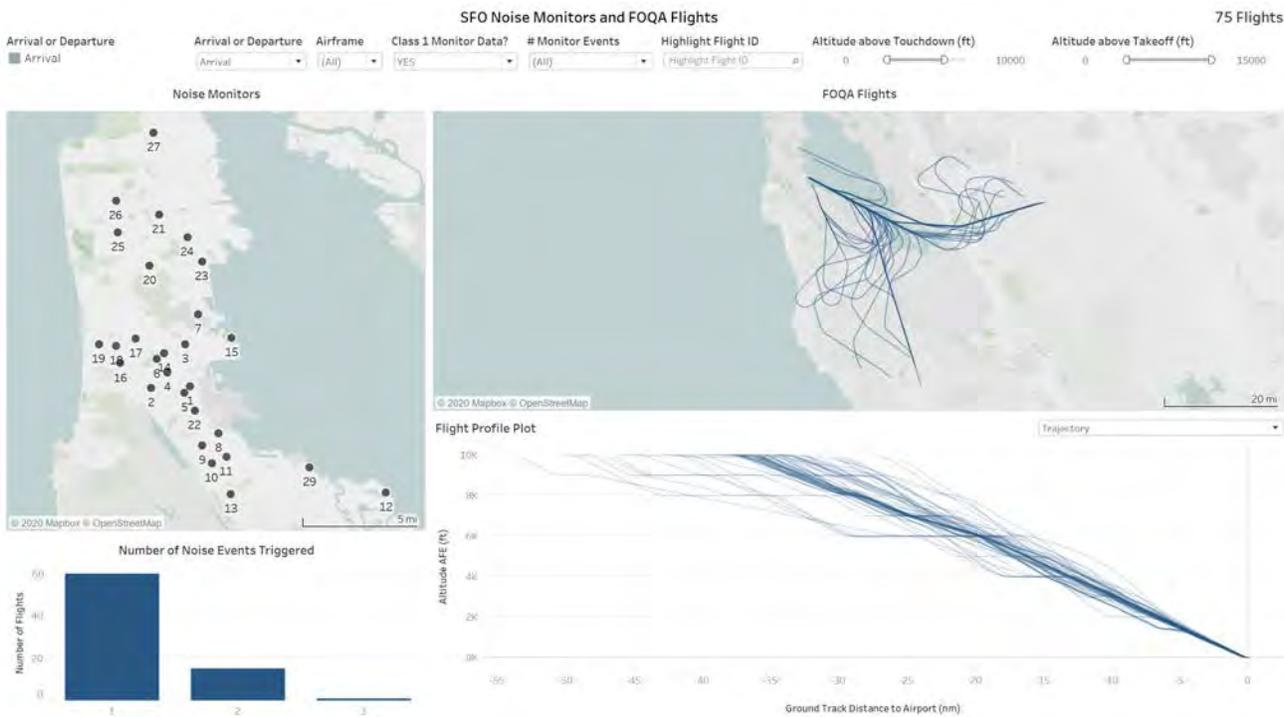 SFO Noise Monitors and FOQA Flights
75 Flights
Arrival or Departure
Arrival
Arrival or Departure
Arrival
Airframe
(All)
Class 1 Monitor Data?
YES
# Monitor Events
(All)
Highlight Flight ID
Highlight Flight ID
Altitude above Touchdown (ft)
0 10000
Altitude above Takeoff (ft)
0 15000
Noise Monitors
27
26
21
25
24
20
23
7
19
18
17
3
15
16
14
6
4
2
5
1
22
8
9
11
10
29
13
12
© 2020 Mapbox © OpenStreetMap
5 mi
FOQA Flights
© 2020 Mapbox © OpenStreetMap
20 mi
Number of Noise Events Triggered
Number of Flights
60
40
20
0
1 2 3
Flight Profile Plot
Trajectory
Altitude AFE (ft)
10K
8K
6K
4K
2K
0K
-55 -50 -45 -40 -35 -30 -25 -20 -15 -10 -5 0
Ground Track Distance to Airport (nm)